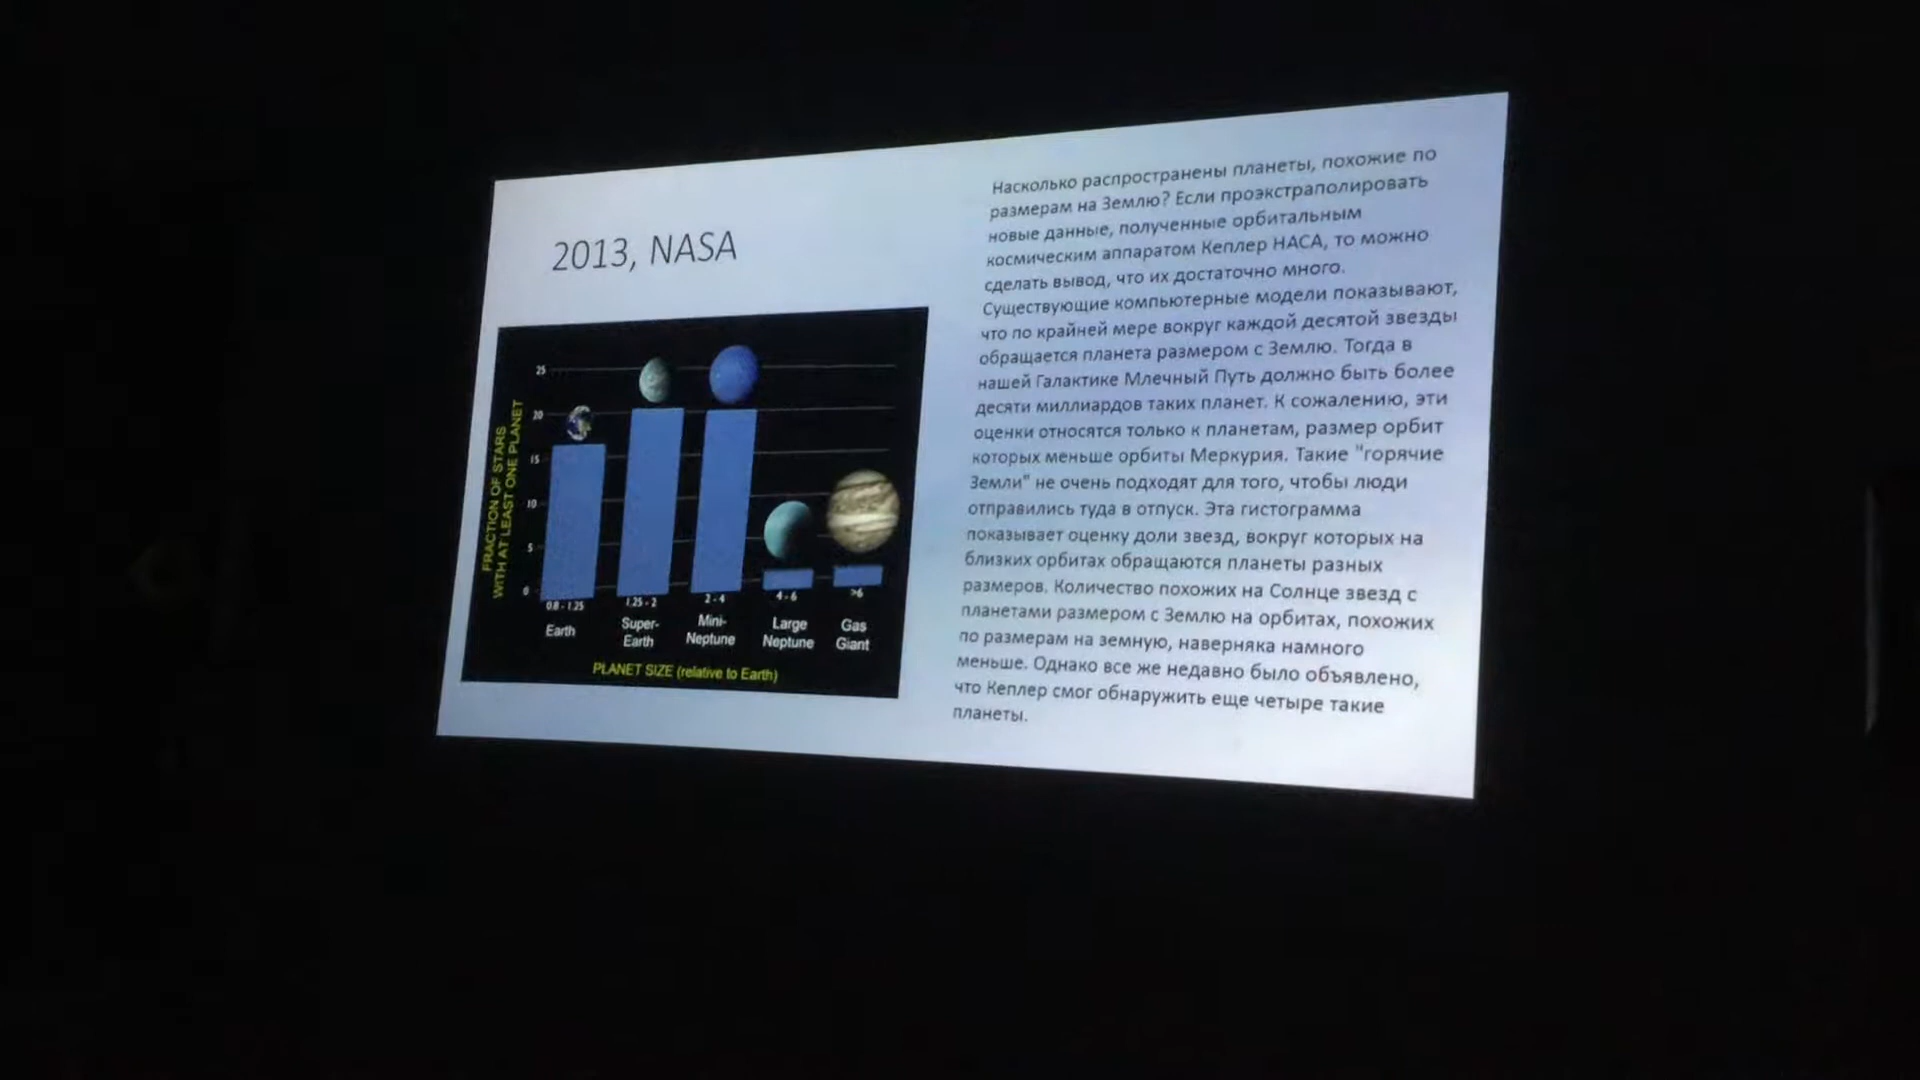 2013, NASA
25
20
15
10
5
0
FRACTION OF STARS
WITH AT LEAST ONE PLANET
0.8 - 1.25
1.25 - 2
2 - 4
4 - 6
>6
Earth
Super-
Earth
Mini-
Neptune
Large
Neptune
Gas
Giant
PLANET SIZE (relative to Earth)
Насколько распространены планеты, похожие по
размерам на Землю? Если проэкстраполировать
новые данные, полученные орбитальным
космическим аппаратом Кеплер НАСА, то можно
сделать вывод, что их достаточно много.
Существующие компьютерные модели показывают,
что по крайней мере вокруг каждой десятой звезды
обращается планета размером с Землю. Тогда в
нашей Галактике Млечный Путь должно быть более
десяти миллиардов таких планет. К сожалению, эти
оценки относятся только к планетам, размер орбит
которых меньше орбиты Меркурия. Такие "горячие
Земли" не очень подходят для того, чтобы люди
отправились туда в отпуск. Эта гистограмма
показывает оценку доли звезд, вокруг которых на
близких орбитах обращаются планеты разных
размеров. Количество похожих на Солнце звезд с
планетами размером с Землю на орбитах, похожих
по размерам на земную, наверняка намного
меньше. Однако все же недавно было объявлено,
что Кеплер смог обнаружить еще четыре такие
планеты.